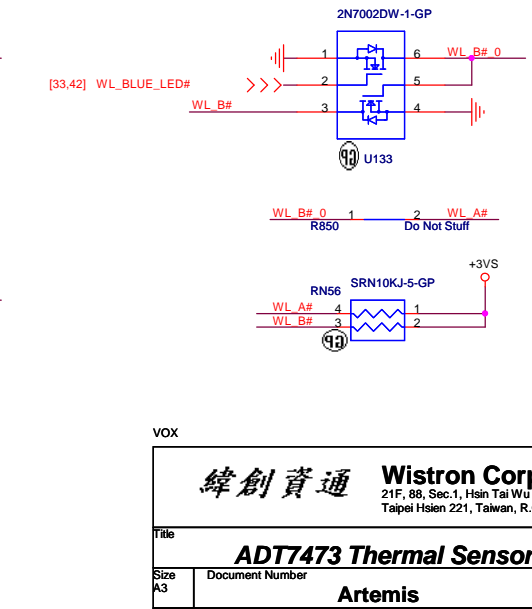 2N7002DW-1-GP
1 6 WL_B#_0
[33,42] WL_BLUE_LED# 2 5
WL_B# 3 4
GP U133
WL_B#_0 1 2 WL_A#
R850 Do Not Stuff
+3VS
SRN10KJ-5-GP
RN56
WL_A# 4 1
WL_B# 3 2
GP
VOX
緯創資通 Wistron Corp
21F, 88, Sec.1, Hsin Tai Wu
Taipei Hsien 221, Taiwan, R.
Title
ADT7473 Thermal Sensor
Size Document Number
A3
Artemis